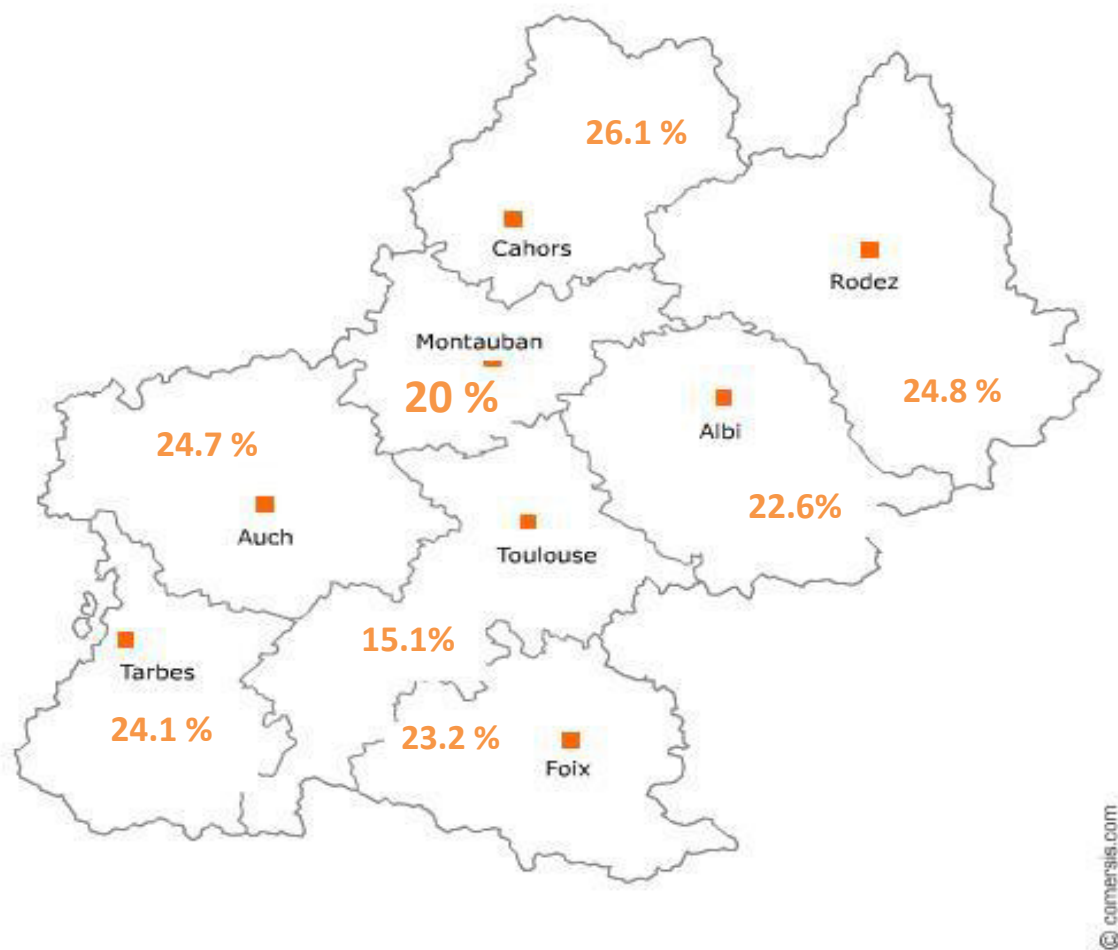 26.1 %
Cahors
Rodez
Montauban
20 %
24.8 %
Albi
24.7 %
22.6%
Auch
Toulouse
15.1%
Tarbes
24.1 %
23.2 %
Foix
© comersis.com